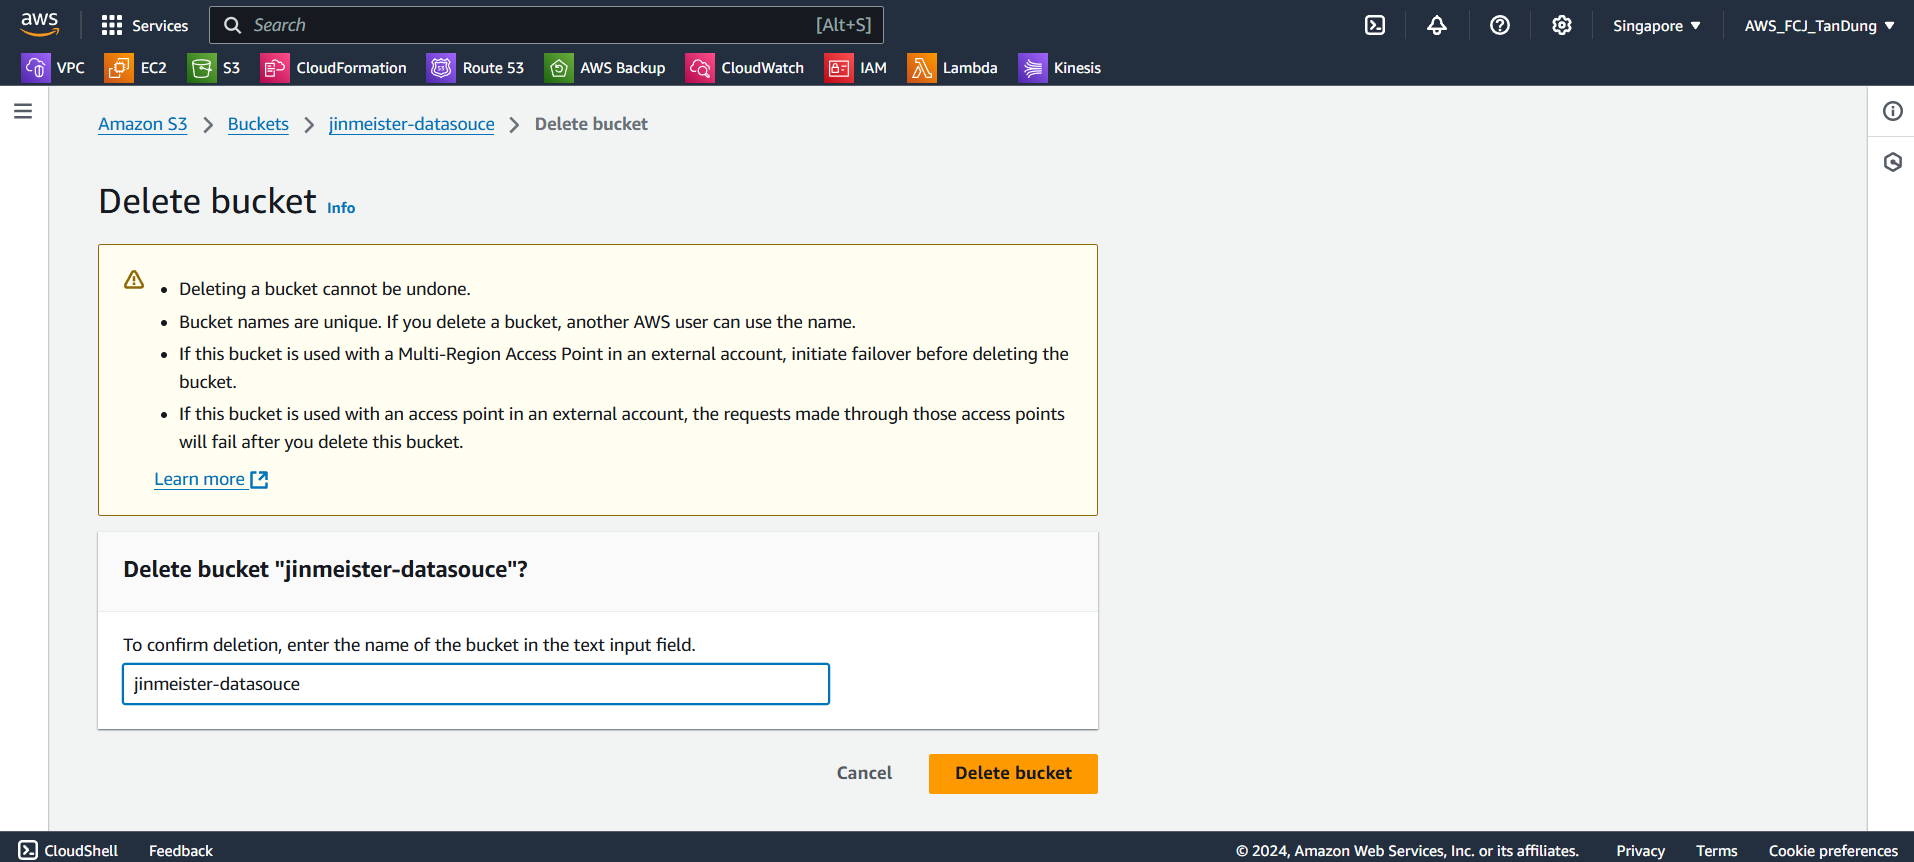 aws
Services
Search
[Alt+S]
Singapore
AWS_FCJ_TanDung
VPC
EC2
S3
CloudFormation
Route 53
AWS Backup
CloudWatch
IAM
Lambda
Kinesis
Amazon S3
Buckets
jinmeister-datasouce
Delete bucket
Delete bucket Info
Deleting a bucket cannot be undone.
Bucket names are unique. If you delete a bucket, another AWS user can use the name.
If this bucket is used with a Multi-Region Access Point in an external account, initiate failover before deleting the
bucket.
If this bucket is used with an access point in an external account, the requests made through those access points
will fail after you delete this bucket.
Learn more
Delete bucket "jinmeister-datasouce"?
To confirm deletion, enter the name of the bucket in the text input field.
jinmeister-datasouce
Cancel
Delete bucket
CloudShell
Feedback
© 2024, Amazon Web Services, Inc. or its affiliates.
Privacy
Terms
Cookie preferences